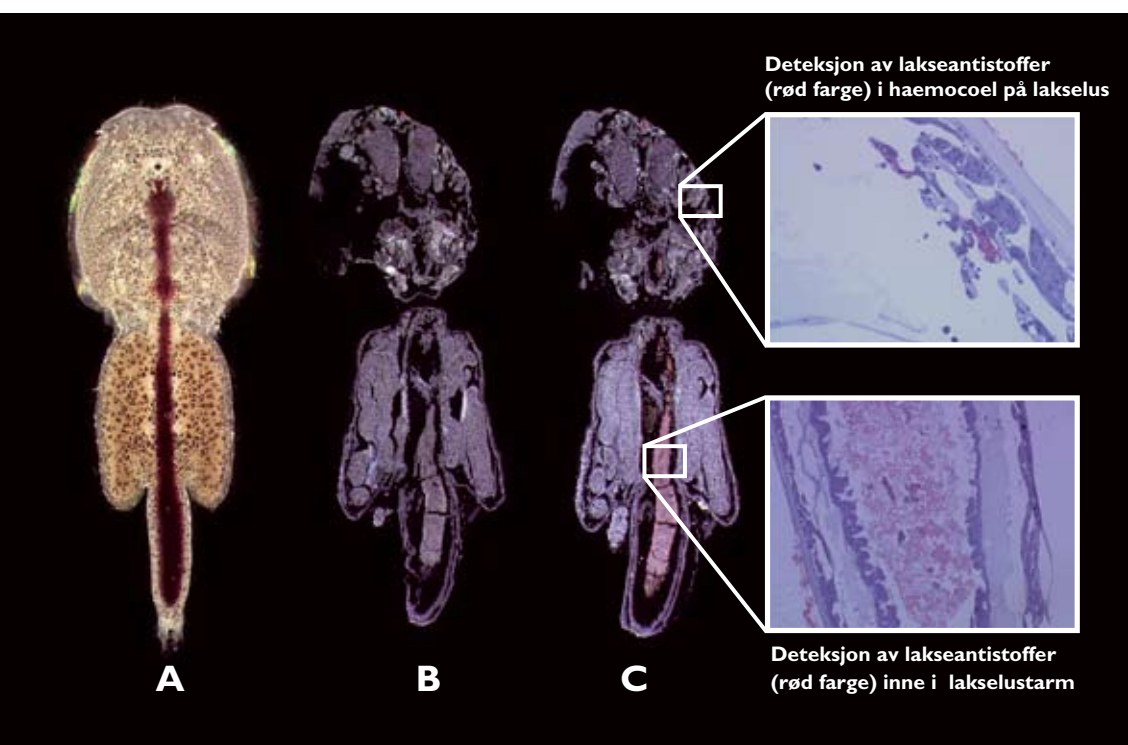 Deteksjon av lakseantistoffer
(rød farge) i haemocoel på lakselus
A
B
C
Deteksjon av lakseantistoffer
(rød farge) inne i lakselustarm